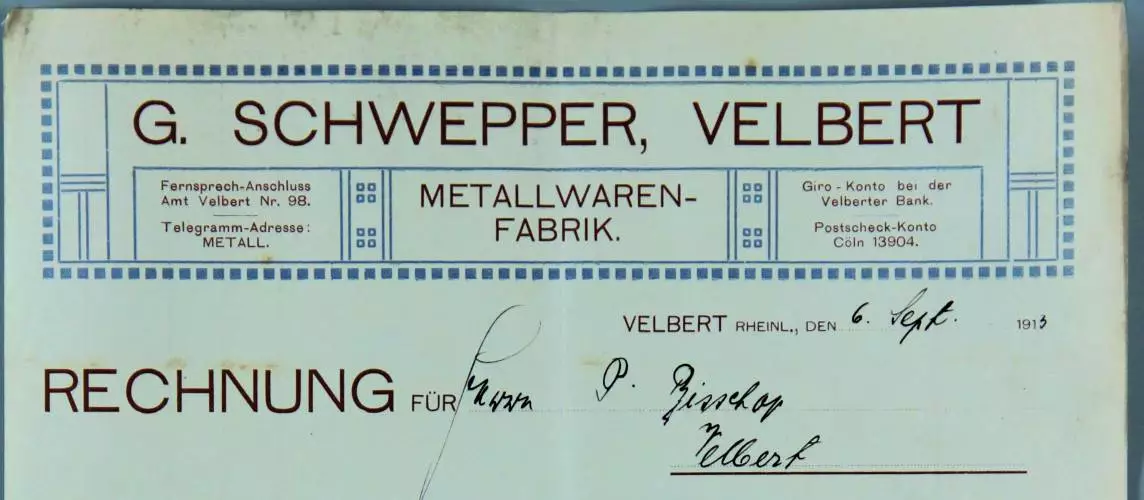 G. SCHWEPPER, VELBERT
Fernsprech-Anschluss
Amt Velbert Nr. 98.
Telegramm-Adresse:
METALL.
METALLWAREN-
FABRIK.
Giro-Konto bei der
Velberter Bank.
Postscheck-Konto
Cöln 13904.
VELBERT RHEINL., DEN 6. Sept. 1913
RECHNUNG FÜR Herrn P. Bisschop
Velbert